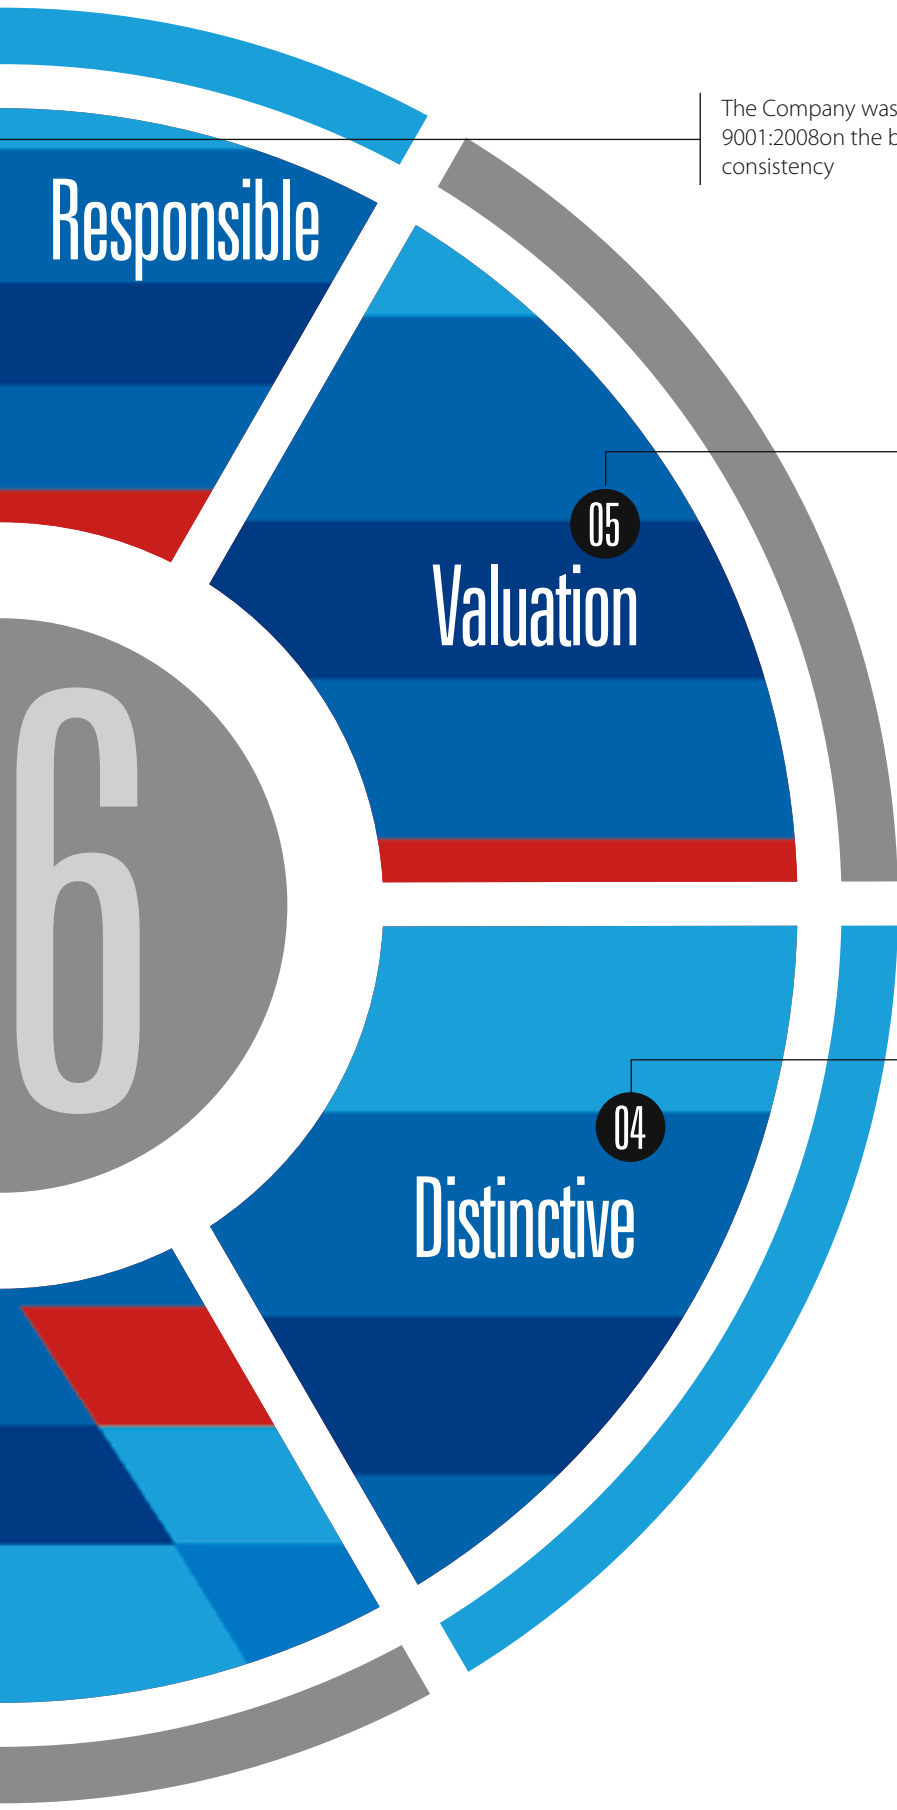 The Company was
9001:2008on the
consistency
Responsible
05
Valuation
6
04
Distinctive